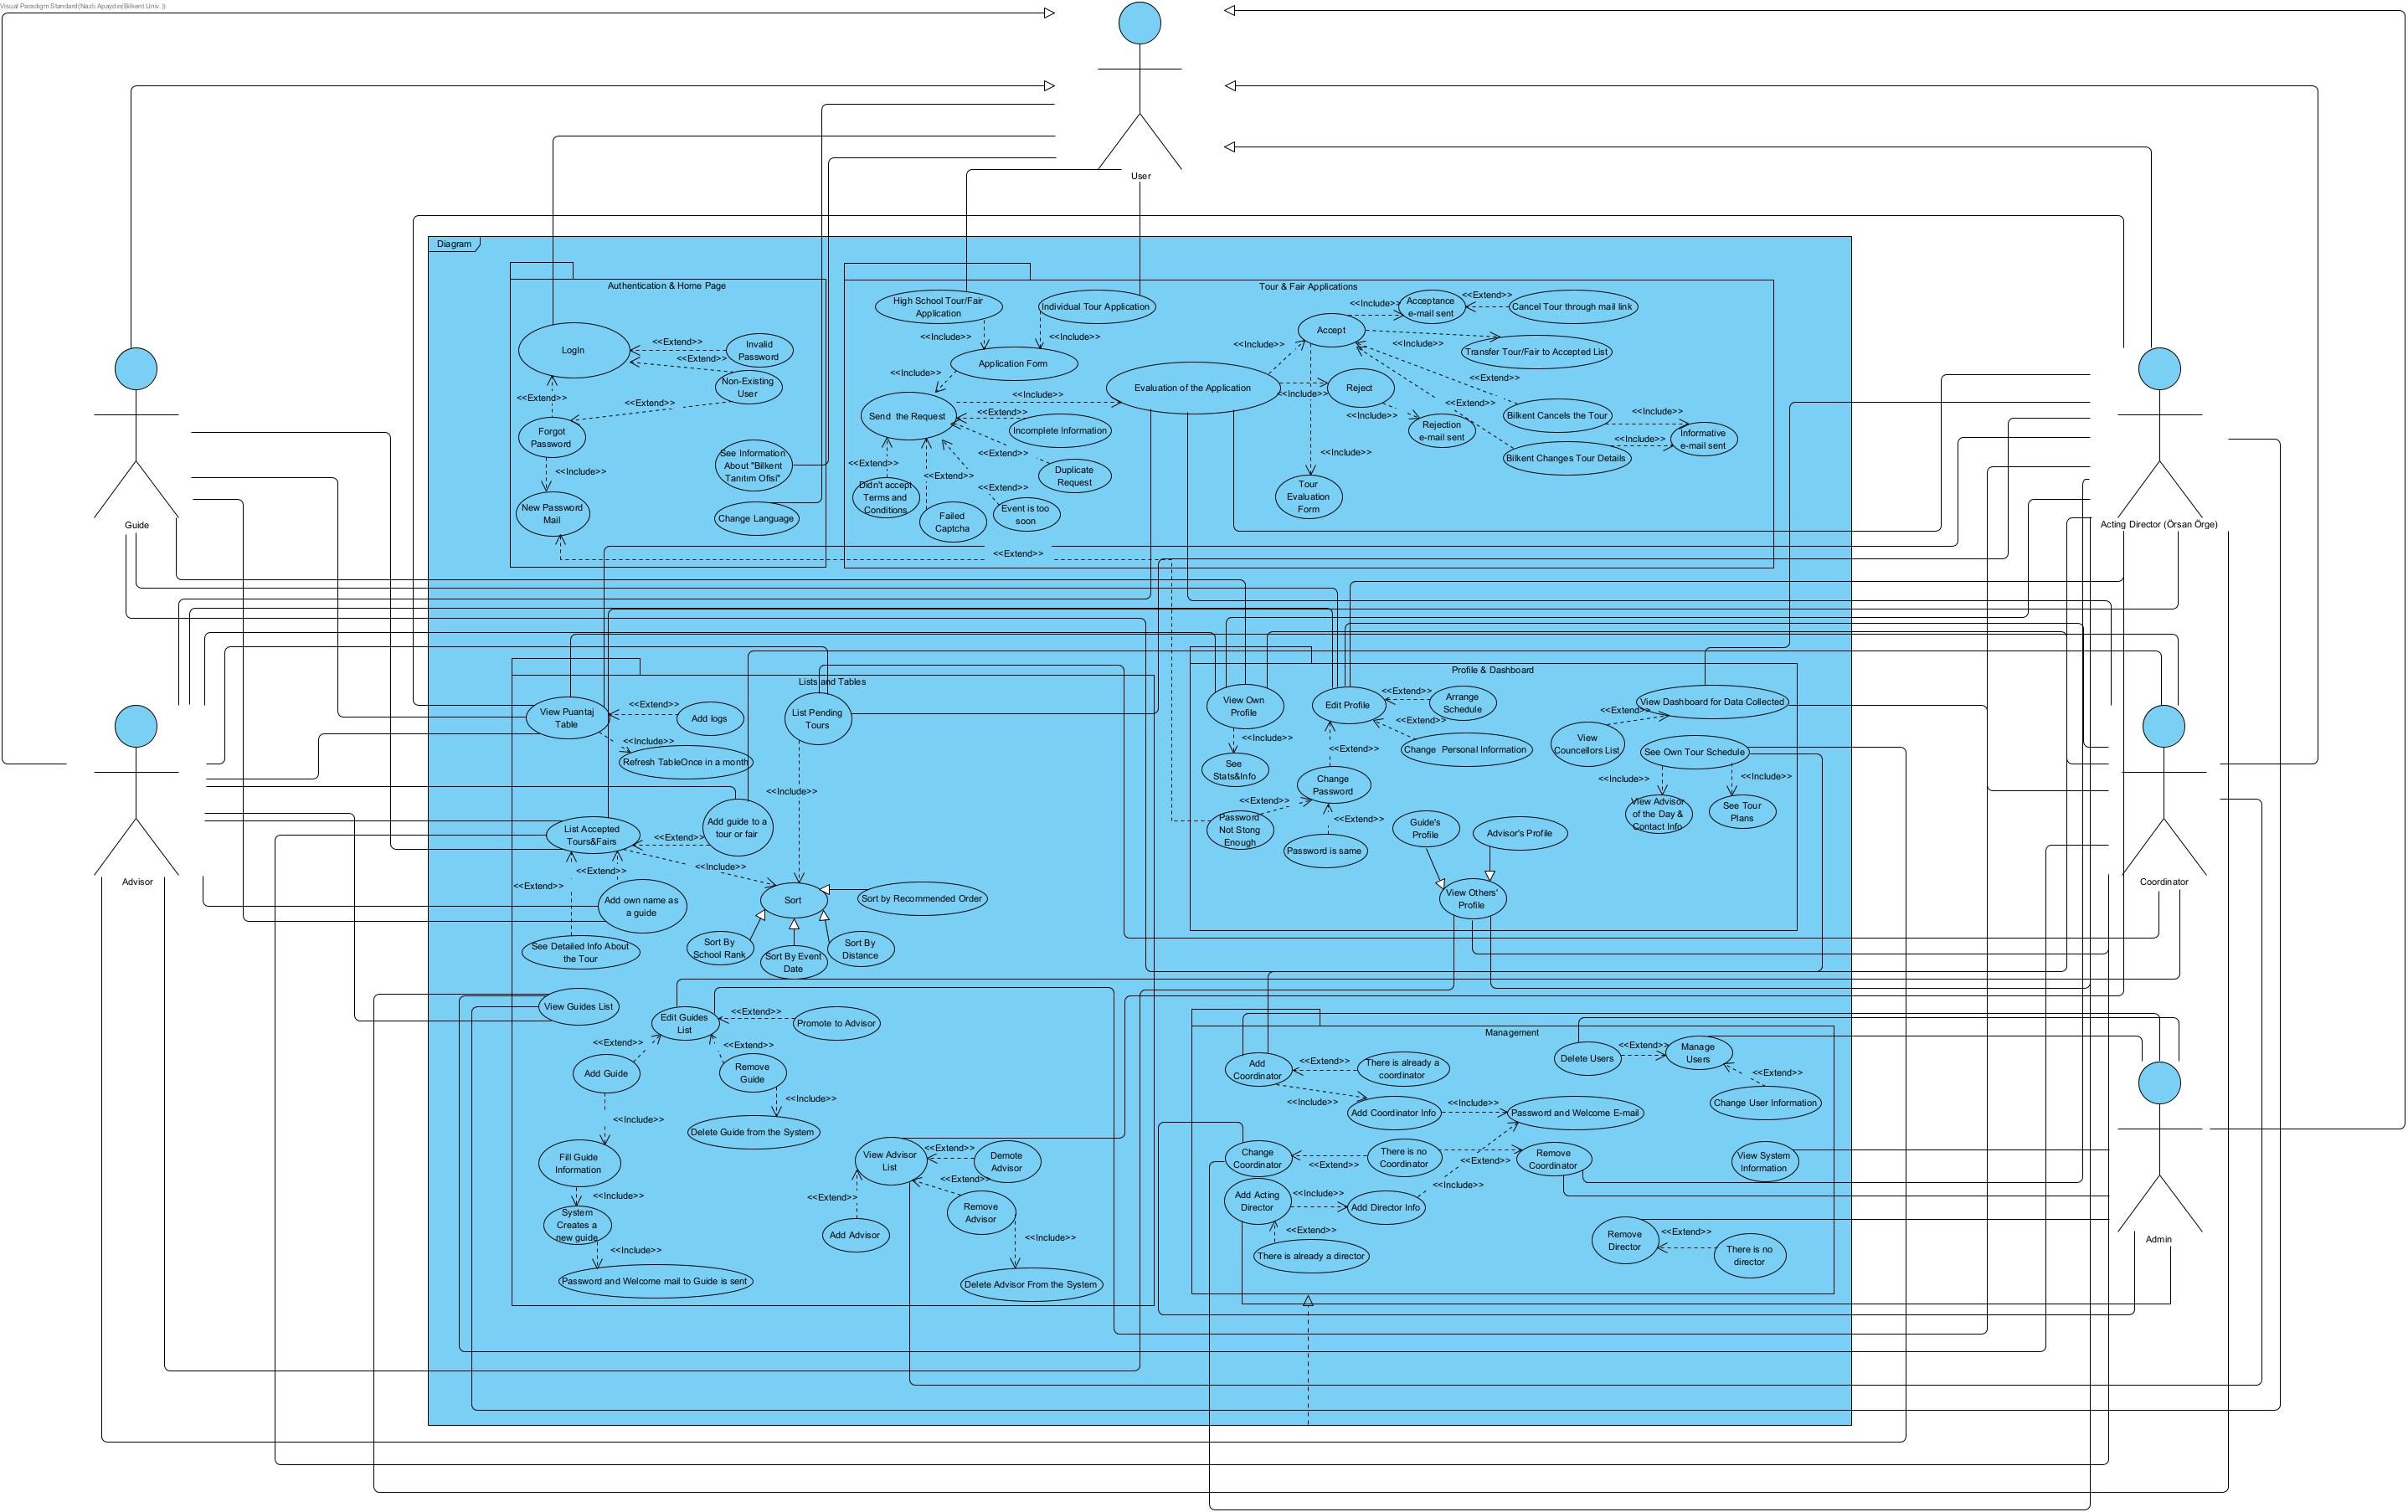 Visual Paradigm Standard(Nazlı Apaydın(Bilkent Univ.))
User
Diagram
Authentication & Home Page
LogIn
<<Extend>>
Invalid
Password
<<Extend>>
Non-Existing
User
<<Extend>>
<<Extend>>
Forgot
Password
<<Include>>
New Password
Mail
See Information
About "Bilkent
Tanıtım Ofisi"
Change Language
Tour & Fair Applications
High School Tour/Fair
Application
Individual Tour Application
<<Include>>
<<Include>>
Application Form
<<Include>>
Send the Request
<<Include>>
<<Extend>>
Incomplete Information
<<Extend>>
Duplicate
Request
<<Extend>>
Didn't accept
Terms and
Conditions
<<Extend>>
Failed
Captcha
<<Extend>>
Event is too
soon
Evaluation of the Application
<<Include>>
Accept
<<Include>>
Acceptance
e-mail sent
<<Extend>>
Cancel Tour through mail link
<<Include>>
Transfer Tour/Fair to Accepted List
<<Include>>
Reject
<<Include>>
Rejection
e-mail sent
<<Extend>>
<<Extend>>
Bilkent Cancels the Tour
<<Include>>
Informative
e-mail sent
Bilkent Changes Tour Details
<<Include>>
<<Include>>
Tour
Evaluation
Form
<<Extend>>
Guide
Acting Director (Örsan Örge)
Lists and Tables
View Puantaj
Table
<<Extend>>
Add logs
<<Include>>
Refresh TableOnce in a month
List Pending
Tours
<<Include>>
List Accepted
Tours&Fairs
Add guide to a
tour or fair
<<Extend>>
<<Include>>
<<Extend>>
<<Extend>>
Add own name as
a guide
See Detailed Info About
the Tour
Sort
Sort by Recommended Order
Sort By
School Rank
Sort By Event
Date
Sort By
Distance
View Guides List
Edit Guides
List
<<Extend>>
Promote to Advisor
<<Extend>>
<<Extend>>
Add Guide
Remove
Guide
<<Include>>
<<Include>>
Delete Guide from the System
Fill Guide
Information
<<Include>>
System
Creates a
new guide
<<Include>>
Password and Welcome mail to Guide is sent
View Advisor
List
<<Extend>>
Demote
Advisor
<<Extend>>
Remove
Advisor
<<Extend>>
Add Advisor
<<Include>>
Delete Advisor From the System
Profile & Dashboard
View Own
Profile
<<Include>>
See
Stats&Info
Edit Profile
<<Extend>>
Arrange
Schedule
<<Extend>>
Change Personal Information
<<Extend>>
Change
Password
<<Extend>>
Password
Not Stong
Enough
<<Extend>>
Password is same
View Dashboard for Data Collected
<<Extend>>
View
Councellors List
See Own Tour Schedule
<<Include>>
<<Include>>
View Advisor
of the Day &
Contact Info
See Tour
Plans
Guide's
Profile
Advisor's Profile
View Others'
Profile
Advisor
Coordinator
Management
Add
Coordinator
<<Extend>>
There is already a
coordinator
<<Include>>
Add Coordinator Info
<<Include>>
Password and Welcome E-mail
Delete Users
<<Extend>>
Manage
Users
<<Extend>>
Change User Information
Change
Coordinator
<<Extend>>
There is no
Coordinator
<<Extend>>
Remove
Coordinator
View System
Information
Add Acting
Director
<<Include>>
Add Director Info
<<Include>>
<<Extend>>
There is already a director
Remove
Director
<<Extend>>
There is no
director
Admin